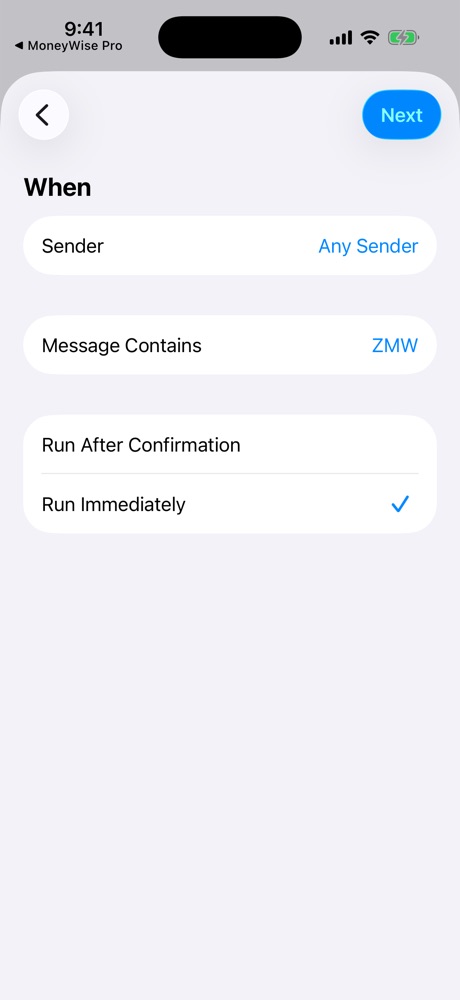 9:41
◀ MoneyWise Pro
Next
When
Sender Any Sender
Message Contains ZMW
Run After Confirmation
Run Immediately